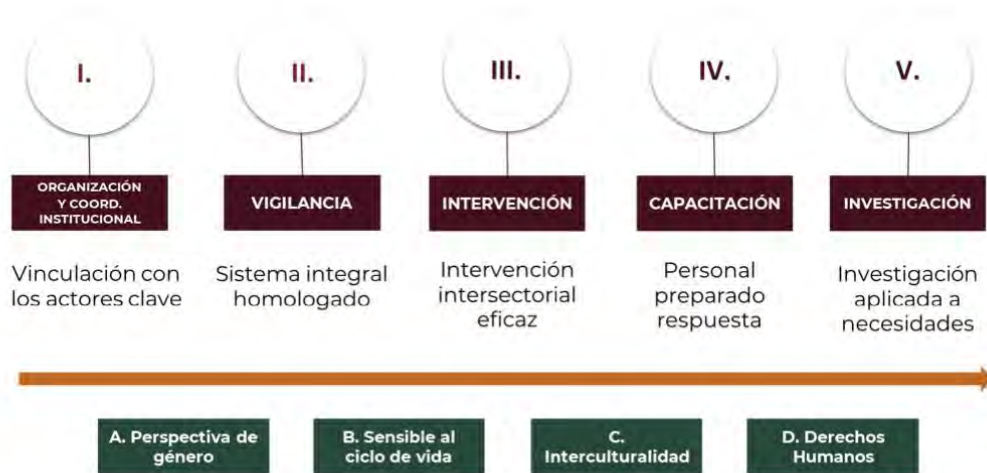 I.
II.
III.
IV.
V.
ORGANIZACIÓN
Y COORD.
INSTITUCIONAL
VIGILANCIA
INTERVENCIÓN
CAPACITACIÓN
INVESTIGACIÓN
Vinculación con
los actores clave
Sistema integral
homologado
Intervención
intersectorial
eficaz
Personal
preparado
respuesta
Investigación
aplicada a
necesidades
A. Perspectiva de
género
B. Sensible al
ciclo de vida
C.
Interculturalidad
D. Derechos
Humanos